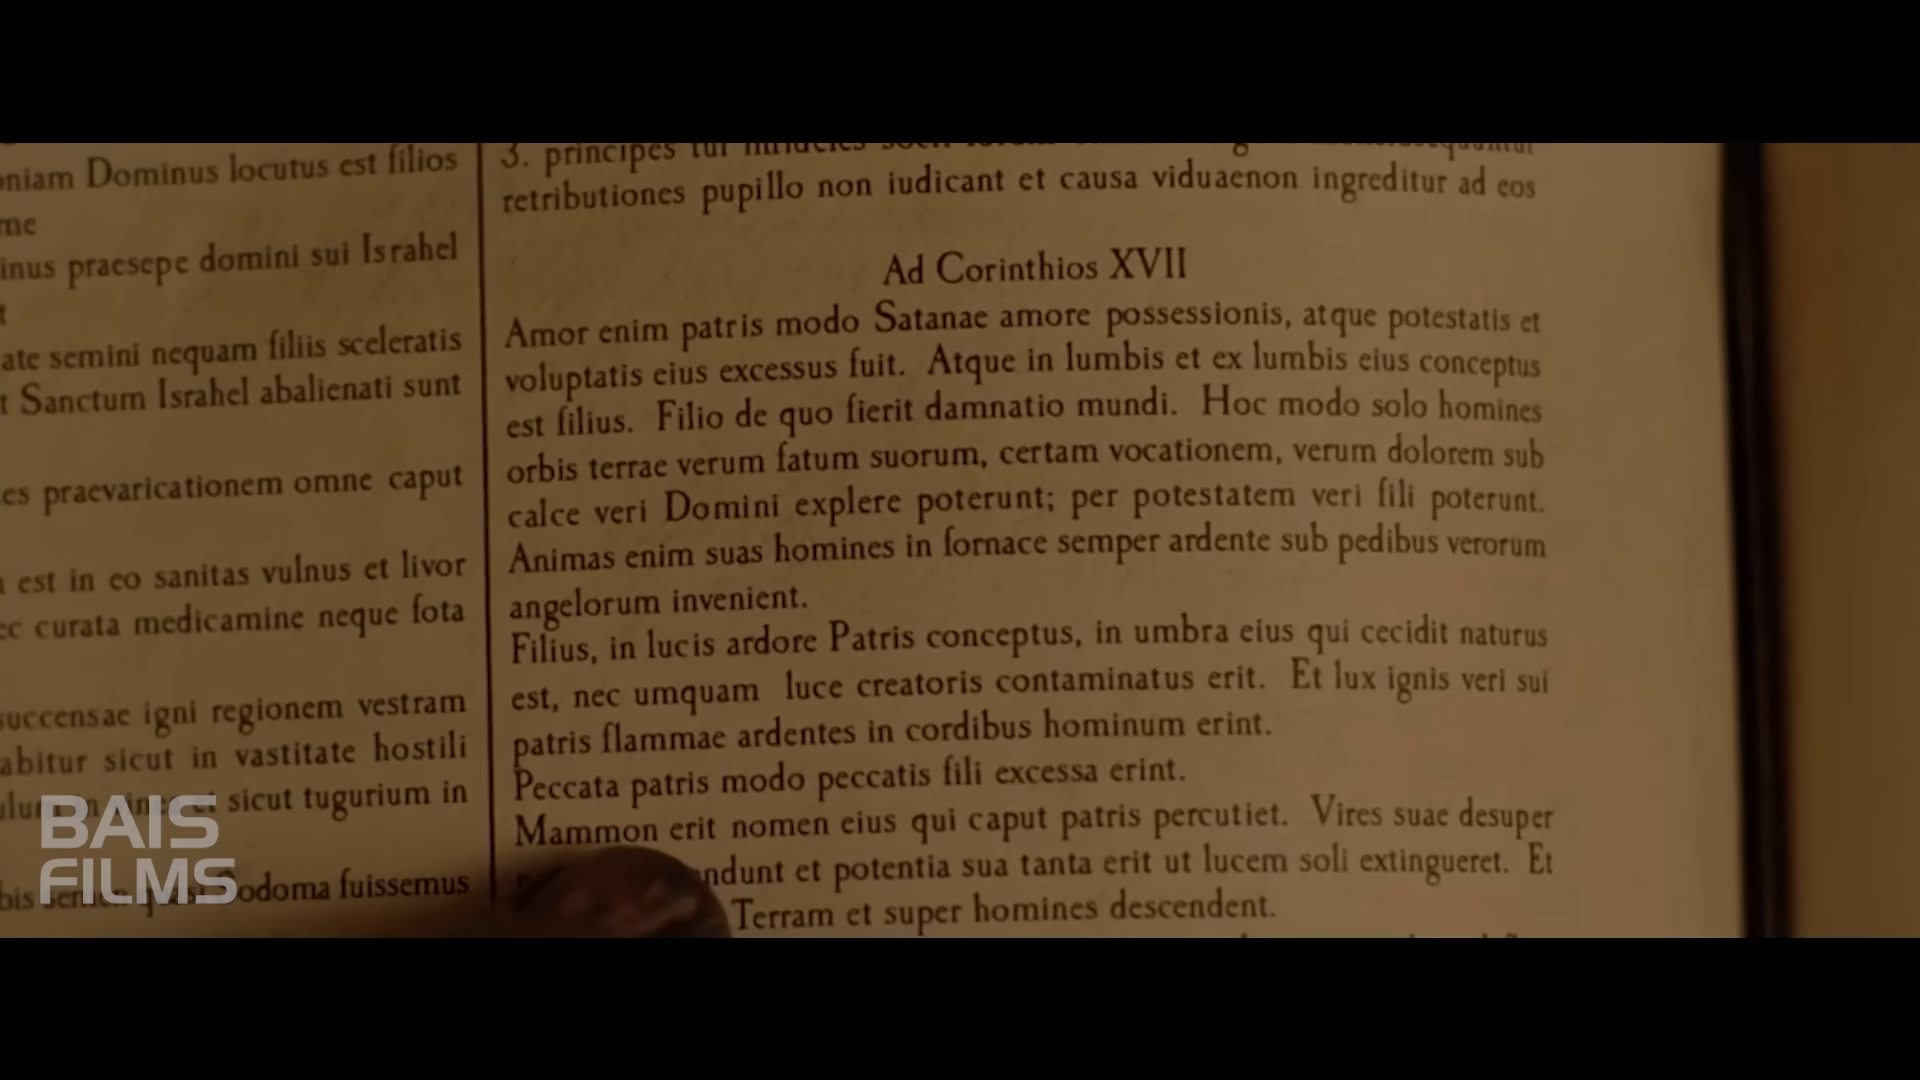 oniam Dominus locutus est filios
me
inus praesepe domini sui Israhel
t
ate semini nequam filiis sceleratis
t Sanctum Israhel abalienati sunt
es praevaricationem omne caput
est in eo sanitas vulnus et livor
ec curata medicamine neque fota
succensae igni regionem vestram
abitur sicut in vastitate hostili
sicut tugurium in
bis semen quasi Sodoma fuissemus
3. principes tui infideles
retributiones pupillo non iudicant et causa viduaenon ingreditur ad eos
Ad Corinthios XVII
Amor enim patris modo Satanae amore possessionis, atque potestatis et
voluptatis eius excessus fuit. Atque in lumbis et ex lumbis eius conceptus
est filius. Filio de quo fierit damnatio mundi. Hoc modo solo homines
orbis terrae verum fatum suorum, certam vocationem, verum dolorem sub
calce veri Domini explere poterunt; per potestatem veri fili poterunt.
Animas enim suas homines in fornace semper ardente sub pedibus verorum
angelorum invenient.
Filius, in lucis ardore Patris conceptus, in umbra eius qui cecidit naturus
est, nec umquam luce creatoris contaminatus erit. Et lux ignis veri sui
patris flammae ardentes in cordibus hominum erint.
Peccata patris modo peccatis fili excessa erint.
Mammon erit nomen eius qui caput patris percutiet. Vires suae desuper
ndunt et potentia sua tanta erit ut lucem soli extingueret. Et
Terram et super homines descendent.
BAIS
FILMS